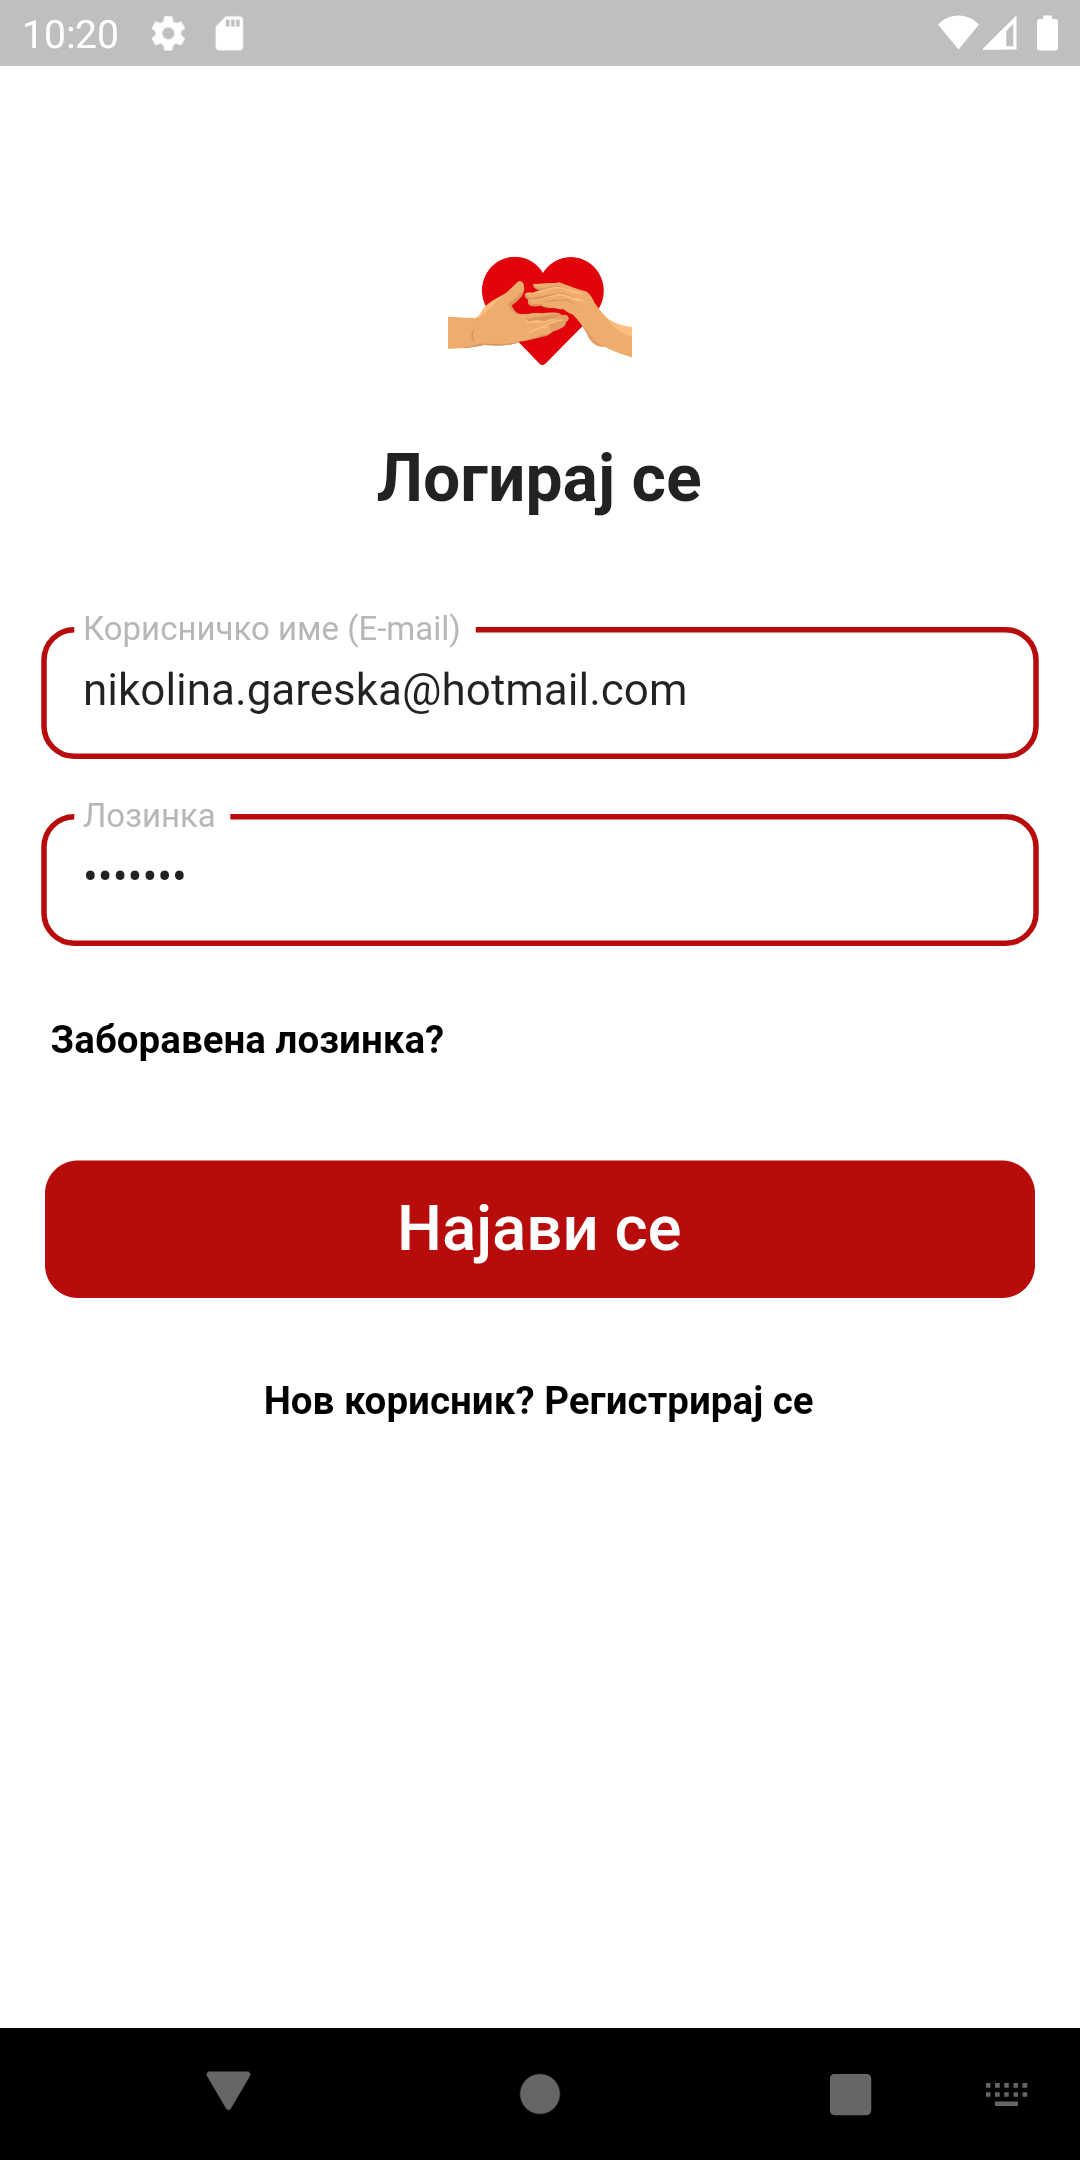 10:20
Логирај се
Корисничко име (E-mail)
nikolina.gareska@hotmail.com
Лозинка
•••••••
Заборавена лозинка?
Најави се
Нов корисник? Регистрирај се